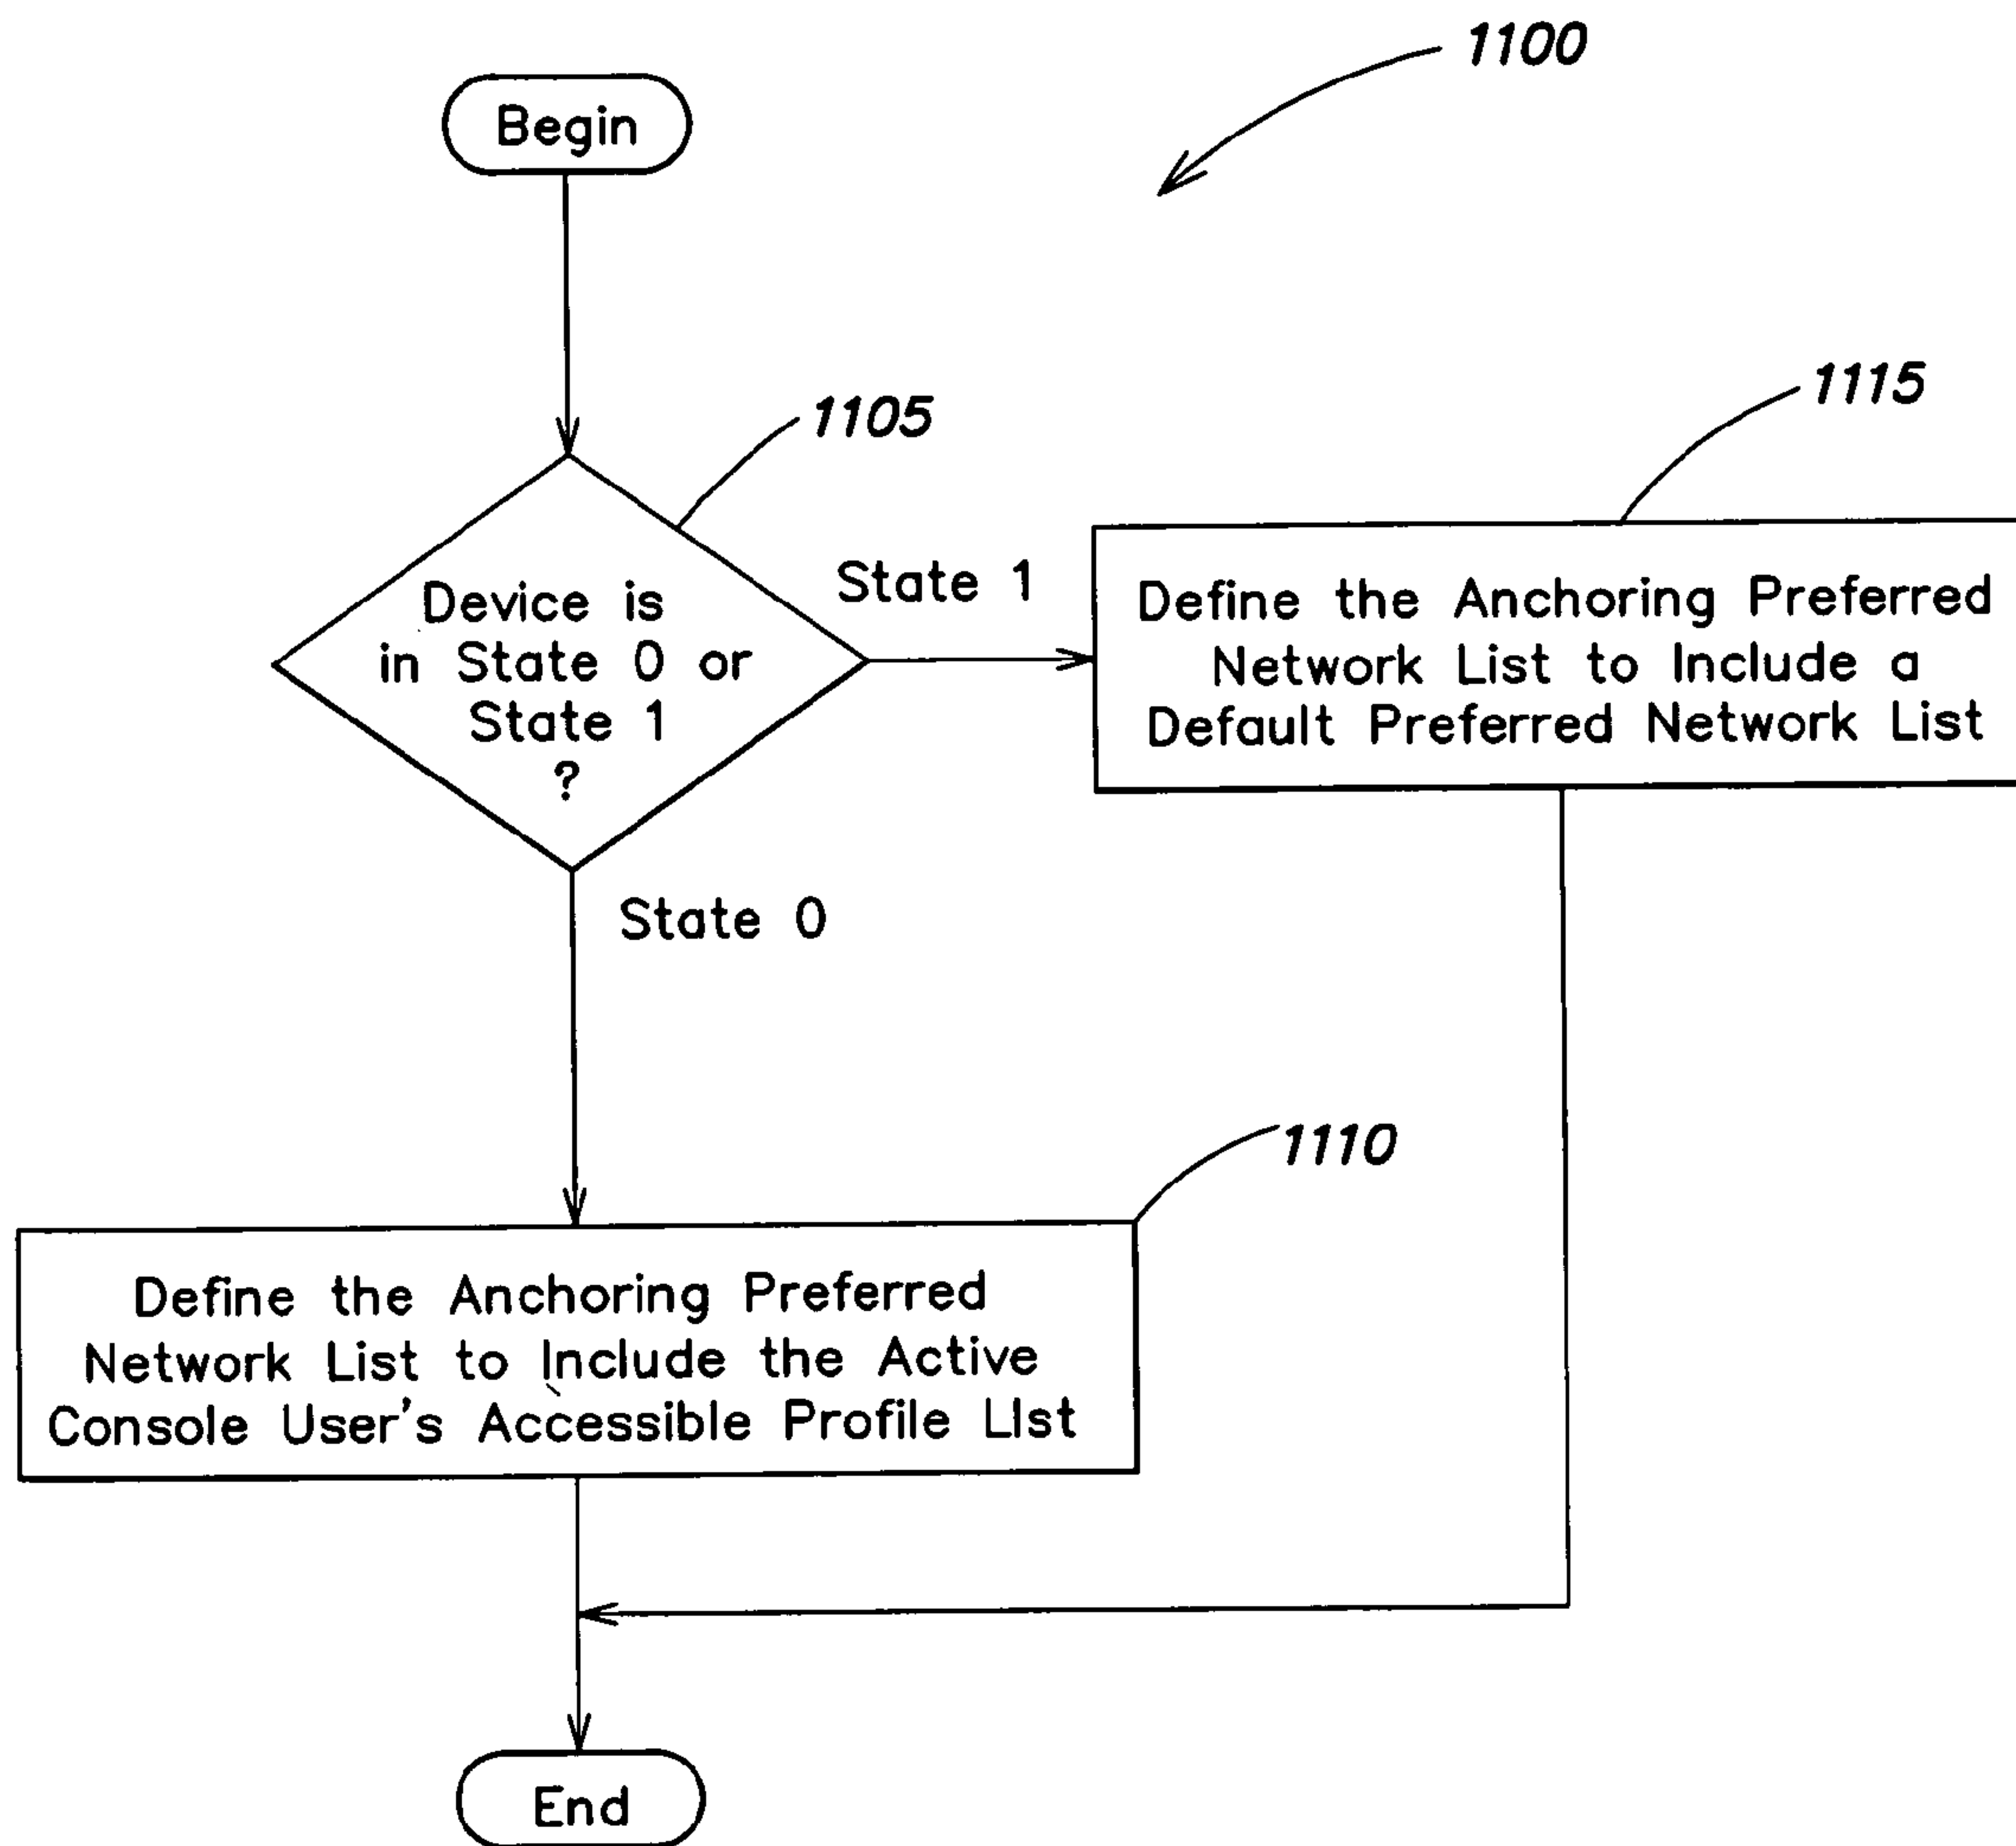 1100
Begin
1105
1115
Device is
in State 0 or
State 1
?
State 1
Define the Anchoring Preferred
Network List to Include a
Default Preferred Network List
State 0
1110
Define the Anchoring Preferred
Network List to Include the Active
Console User's Accessible Profile LIst
End